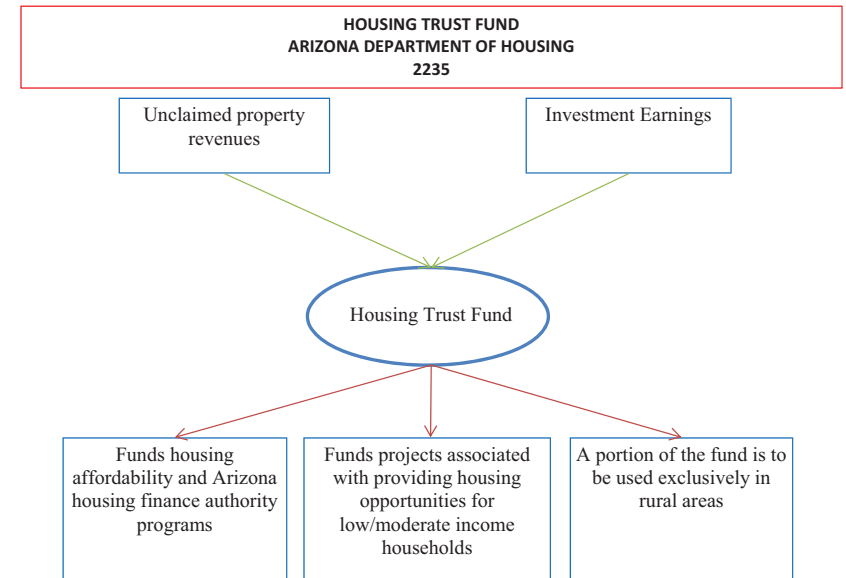 HOUSING TRUST FUND
ARIZONA DEPARTMENT OF HOUSING
2235
Unclaimed property
revenues
Investment Earnings
Housing Trust Fund
Funds housing
affordability and Arizona
housing finance authority
programs
Funds projects associated
with providing housing
opportunities for
low/moderate income
households
A portion of the fund is to
be used exclusively in
rural areas